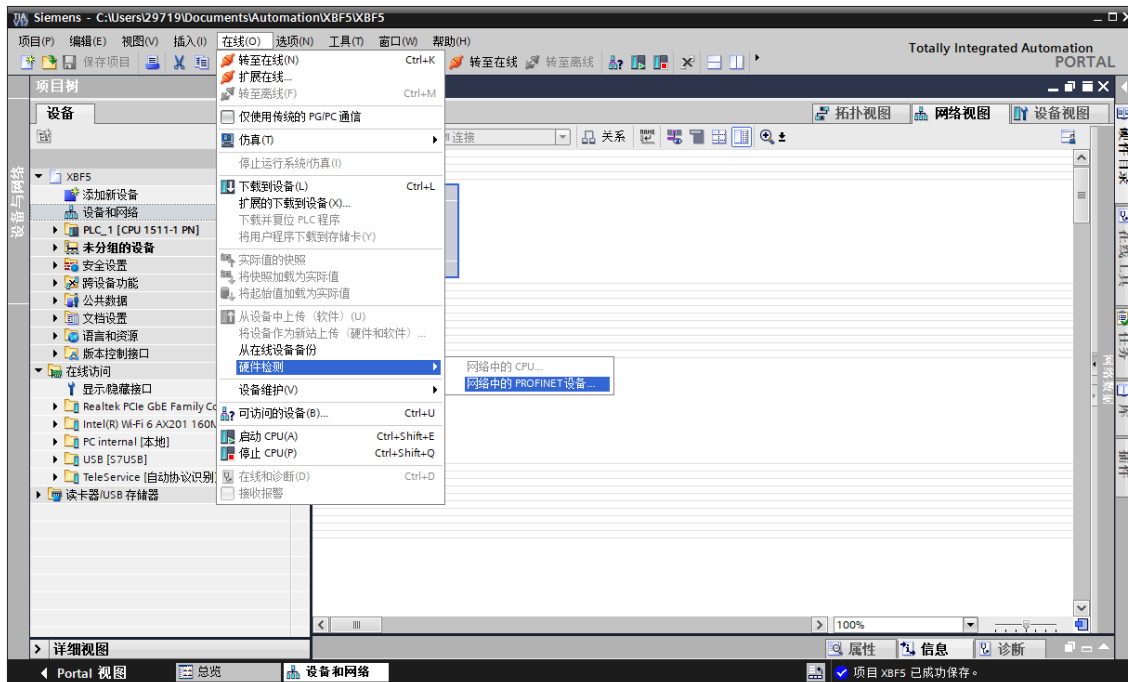 Siemens - C:\Users\29719\Documents\Automation\XBF5\XBF5
项目(P) 编辑(E) 视图(V) 插入(I) 在线(O) 选项(N) 工具(T) 窗口(W) 帮助(H)
Totally Integrated Automation
PORTAL
保存项目
转至在线 转至离线
项目树
设备
拓扑视图 网络视图 设备视图
连接 关系
转至在线(N) Ctrl+K
扩展在线...
转至离线(F) Ctrl+M
仅使用传统的 PG/PC 通信
仿真(T)
停止运行系统/仿真(I)
下载到设备(L) Ctrl+L
扩展的下载到设备(X)...
下载并复位 PLC 程序
将用户程序下载到存储卡(Y)
实际值的快照
将快照加载为实际值
将起始值加载为实际值
从设备中上传（软件）(U)
将设备作为新站上传（硬件和软件）...
从在线设备备份
硬件检测
网络中的 CPU...
网络中的 PROFINET 设备...
设备维护(V)
可访问的设备(B)... Ctrl+U
启动 CPU(A) Ctrl+Shift+E
停止 CPU(P) Ctrl+Shift+Q
在线和诊断(D) Ctrl+D
接收报警
XBF5
添加新设备
设备和网络
PLC_1 [CPU 1511-1 PN]
未分组的设备
安全设置
跨设备功能
公共数据
文档设置
语言和资源
版本控制接口
在线访问
显示/隐藏接口
Realtek PCIe GbE Family
Intel(R) Wi-Fi 6 AX201
PC internal [本地]
USB [S7USB]
TeleService [自动协议识别
读卡器/USB 存储器
设备与网络
硬件目录
在线工具
任务
库
插件
100%
详细视图
属性 信息 诊断
Portal 视图 总览 设备和网络
项目 XBF5 已成功保存。